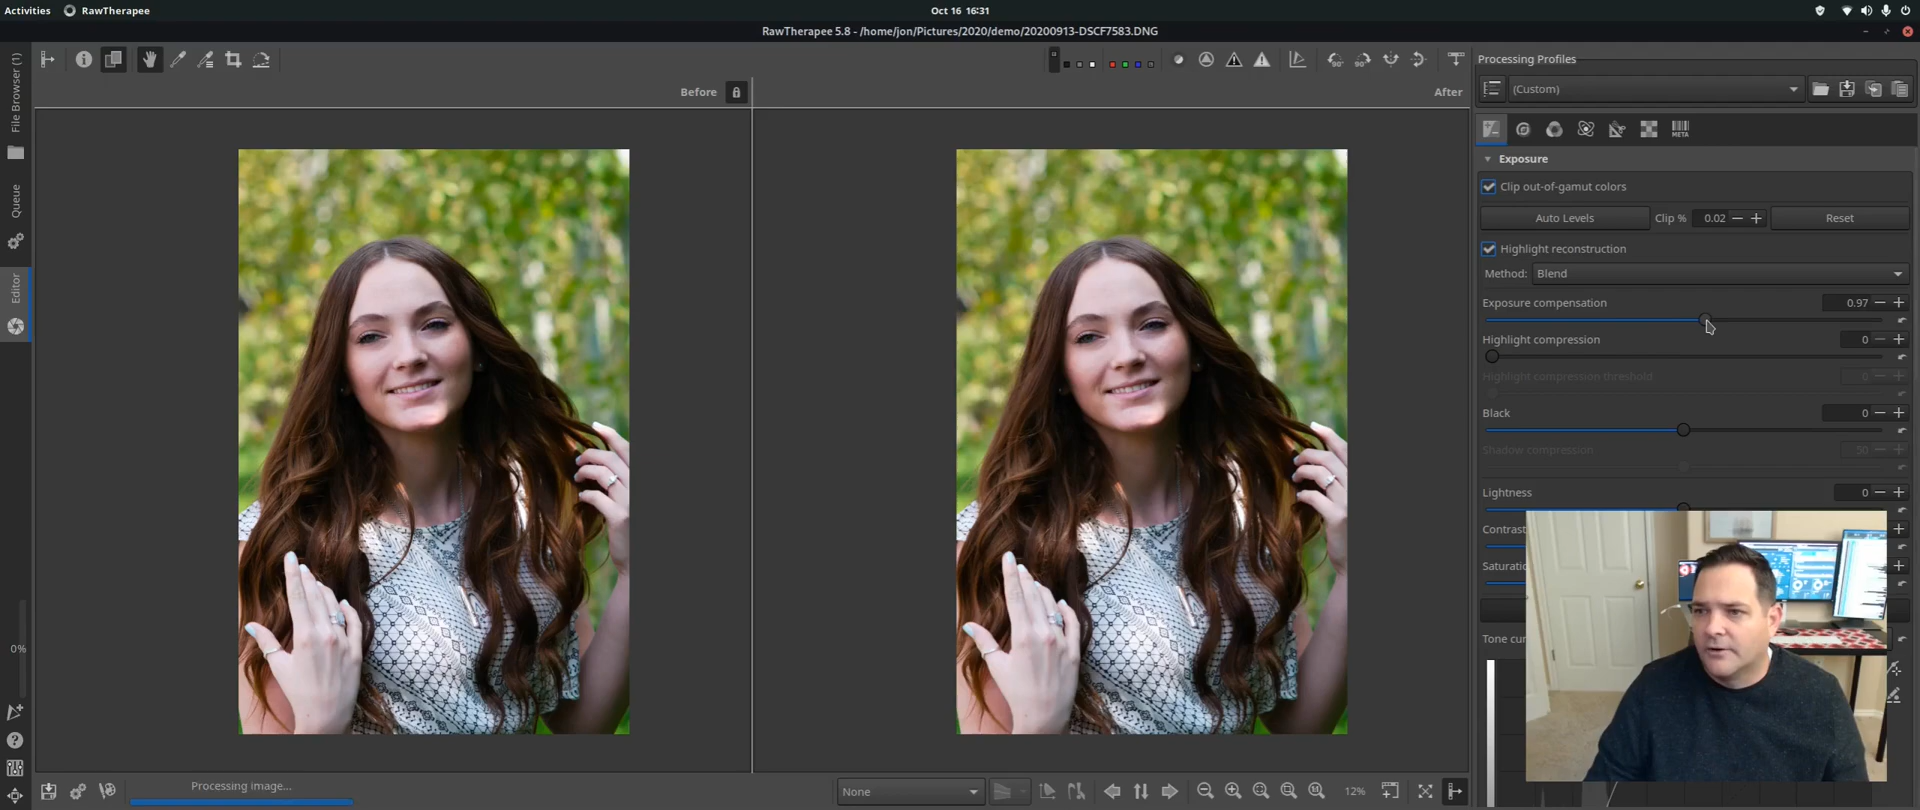 Activities RawTherapee Oct 16 16:31
RawTherapee 5.8 - /home/jon/Pictures/2020/demo/20200913-DSCF7583.DNG
File Browser (1)
Queue
Editor
0%
Before
After
Processing Profiles
(Custom)
META
Exposure
Clip out-of-gamut colors
Auto Levels Clip % 0.02 Reset
Highlight reconstruction
Method: Blend
Exposure compensation 0.97
Highlight compression 0
Highlight compression threshold 0
Black 0
Shadow compression 50
Lightness 0
Contrast
Saturatio
Tone cur
Processing image...
None
12%